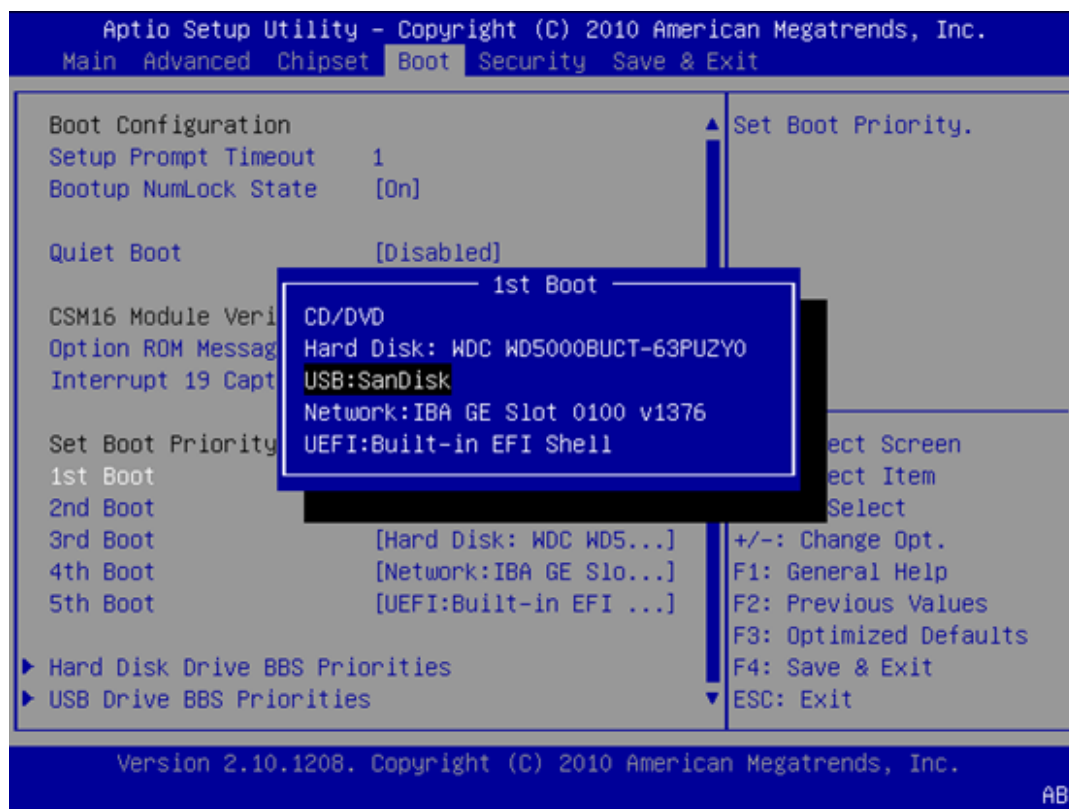 Aptio Setup Utility – Copyright (C) 2010 American Megatrends, Inc.
Main Advanced Chipset Boot Security Save & Exit
Boot Configuration
Setup Prompt Timeout 1
Bootup NumLock State [On]
Quiet Boot [Disabled]
CSM16 Module Veri
Option ROM Messag
Interrupt 19 Capt
Set Boot Priority
1st Boot
2nd Boot
3rd Boot [Hard Disk: WDC WD5...]
4th Boot [Network:IBA GE Slo...]
5th Boot [UEFI:Built-in EFI ...]
Hard Disk Drive BBS Priorities
USB Drive BBS Priorities
1st Boot
CD/DVD
Hard Disk: WDC WD5000BUCT-63PUZY0
USB:SanDisk
Network:IBA GE Slot 0100 v1376
UEFI:Built-in EFI Shell
Set Boot Priority.
ect Screen
ect Item
Select
+/-: Change Opt.
F1: General Help
F2: Previous Values
F3: Optimized Defaults
F4: Save & Exit
ESC: Exit
Version 2.10.1208. Copyright (C) 2010 American Megatrends, Inc.
AB